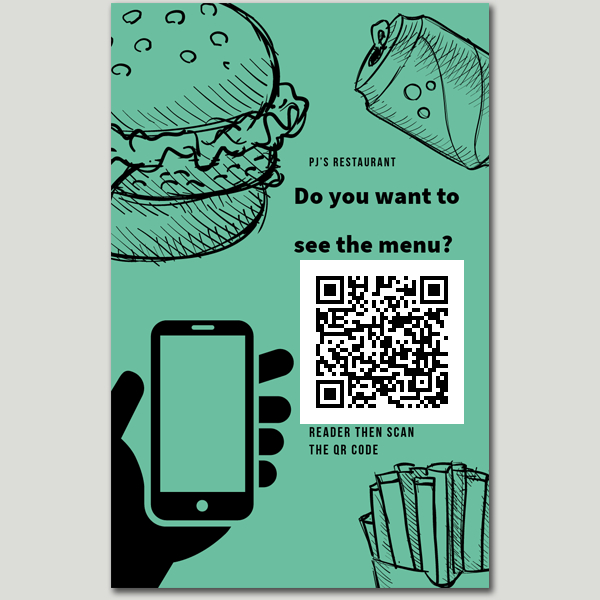 PJ'S RESTAURANT
Do you want to
see the menu?
READER THEN SCAN
THE QR CODE